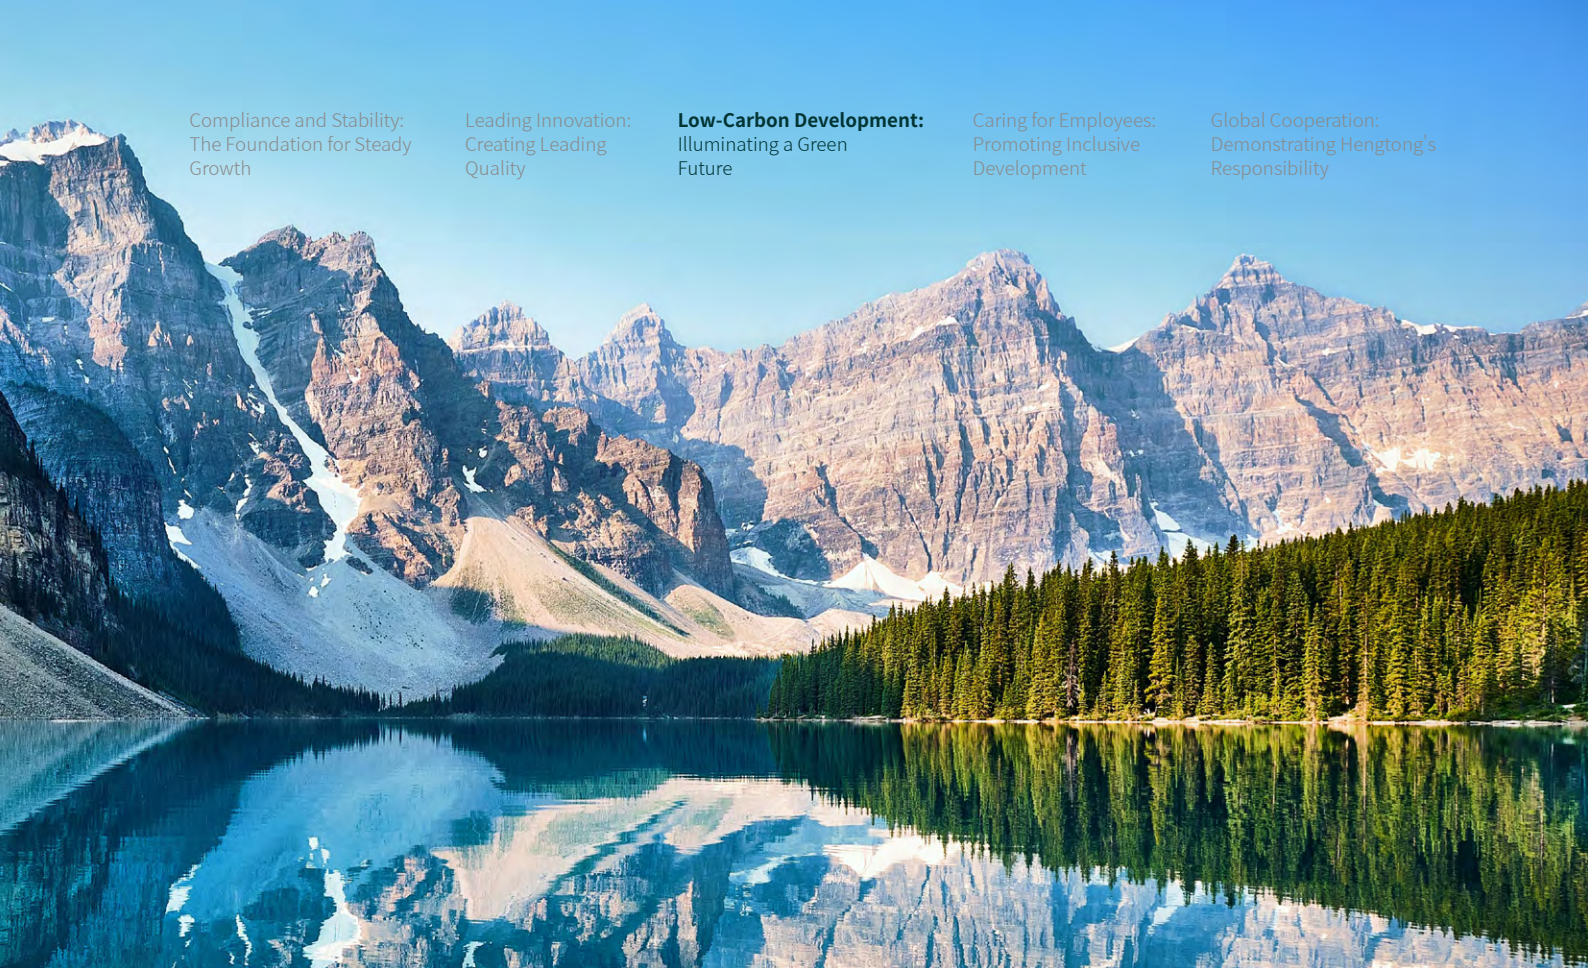 Compliance and Stability:
The Foundation for Steady
Growth
Leading Innovation:
Creating Leading
Quality
Low-Carbon Development:
Illuminating a Green
Future
Caring for Employees:
Promoting Inclusive
Development
Global Cooperation:
Demonstrating Hengtong's
Responsibility